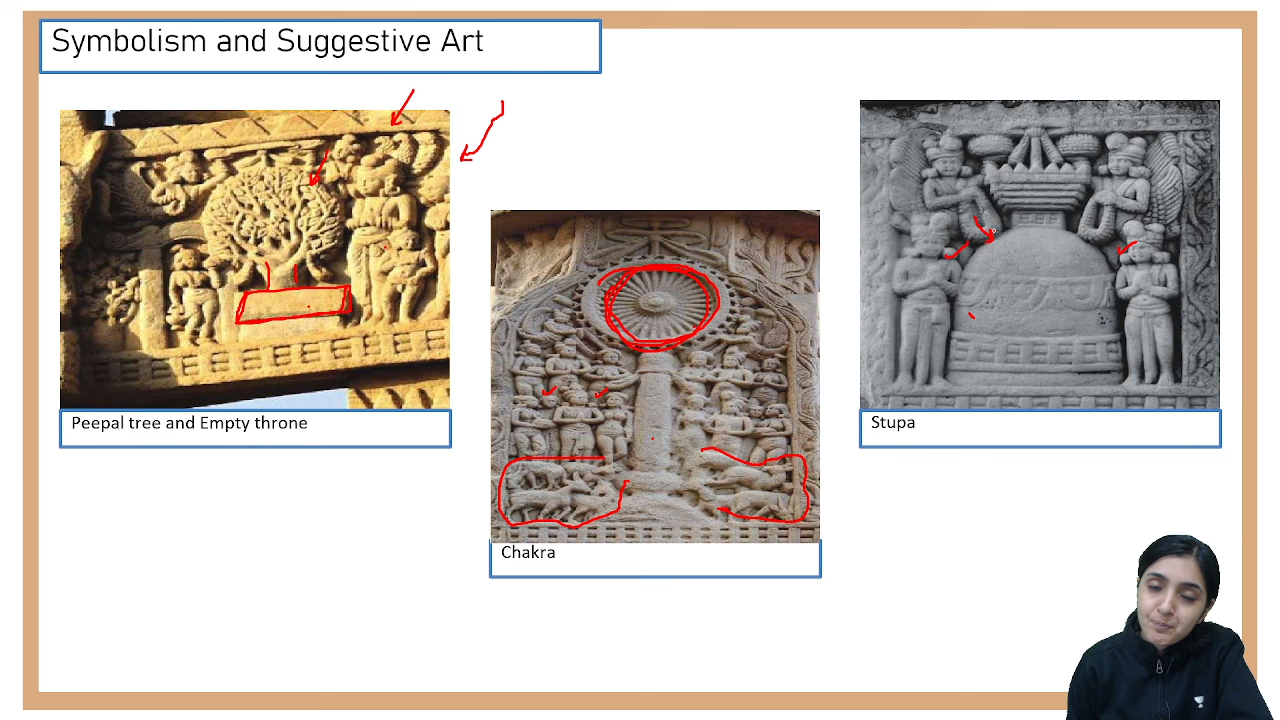 Symbolism and Suggestive Art
Peepal tree and Empty throne
Chakra
Stupa